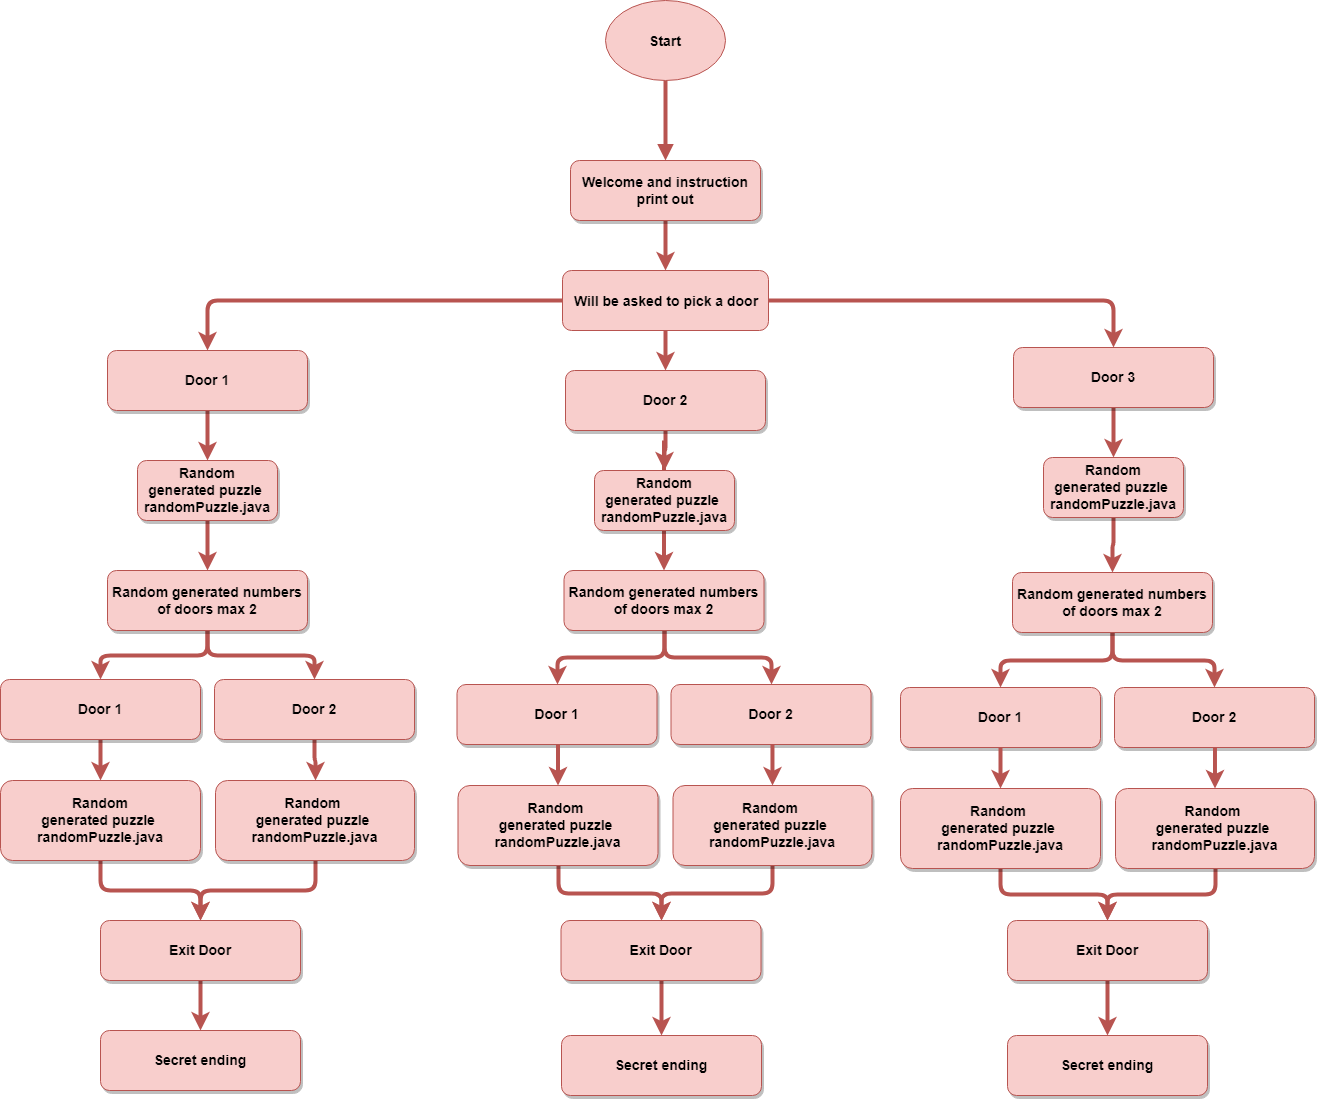 Start
Welcome and instruction
print out
Will be asked to pick a door
Door 1
Door 2
Door 3
Random
generated puzzle
randomPuzzle.java
Random
generated puzzle
randomPuzzle.java
Random
generated puzzle
randomPuzzle.java
Random generated numbers
of doors max 2
Random generated numbers
of doors max 2
Random generated numbers
of doors max 2
Door 1
Door 2
Door 1
Door 2
Door 1
Door 2
Random
generated puzzle
randomPuzzle.java
Random
generated puzzle
randomPuzzle.java
Random
generated puzzle
randomPuzzle.java
Random
generated puzzle
randomPuzzle.java
Random
generated puzzle
randomPuzzle.java
Random
generated puzzle
randomPuzzle.java
Exit Door
Exit Door
Exit Door
Secret ending
Secret ending
Secret ending